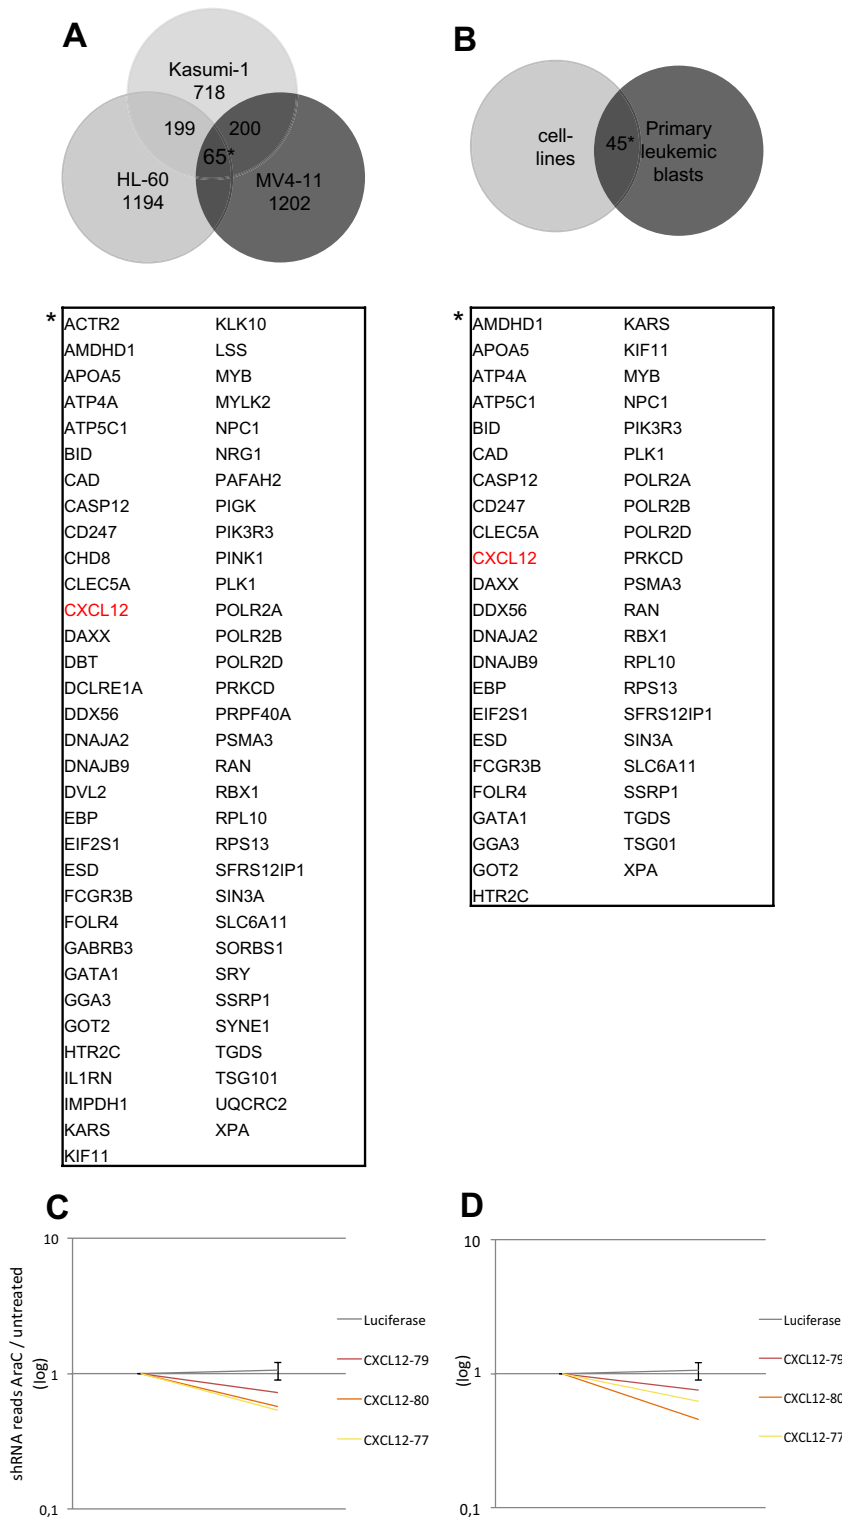 A
B
Kasumi-1
718
199
200
65*
HL-60
1194
MV4-11
1202
cell-
lines
45*
Primary
leukemic
blasts
*
ACTR2 KLK10
AMDHD1 LSS
APOA5 MYB
ATP4A MYLK2
ATP5C1 NPC1
BID NRG1
CAD PAFAH2
CASP12 PIGK
CD247 PIK3R3
CHD8 PINK1
CLEC5A PLK1
CXCL12 POLR2A
DAXX POLR2B
DBT POLR2D
DCLRE1A PRKCD
DDX56 PRPF40A
DNAJA2 PSMA3
DNAJB9 RAN
DVL2 RBX1
EBP RPL10
EIF2S1 RPS13
ESD SFRS12IP1
FCGR3B SIN3A
FOLR4 SLC6A11
GABRB3 SORBS1
GATA1 SRY
GGA3 SSRP1
GOT2 SYNE1
HTR2C TGDS
IL1RN TSG101
IMPDH1 UQCRC2
KARS XPA
KIF11
*
AMDHD1 KARS
APOA5 KIF11
ATP4A MYB
ATP5C1 NPC1
BID PIK3R3
CAD PLK1
CASP12 POLR2A
CD247 POLR2B
CLEC5A POLR2D
CXCL12 PRKCD
DAXX PSMA3
DDX56 RAN
DNAJA2 RBX1
DNAJB9 RPL10
EBP RPS13
EIF2S1 SFRS12IP1
ESD SIN3A
FCGR3B SLC6A11
FOLR4 SSRP1
GATA1 TGDS
GGA3 TSG01
GOT2 XPA
HTR2C
C
shRNA reads AraC / untreated
(log)
10
1
0,1
Luciferase
CXCL12-79
CXCL12-80
CXCL12-77
D
(log)
10
1
0,1
Luciferase
CXCL12-79
CXCL12-80
CXCL12-77